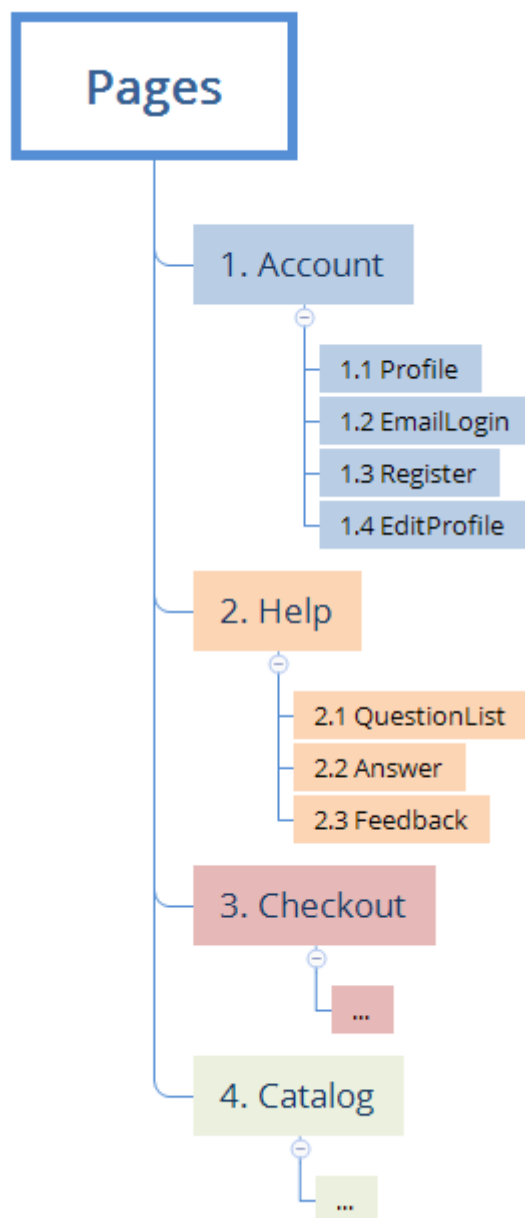 Pages
1. Account
1.1 Profile
1.2 EmailLogin
1.3 Register
1.4 EditProfile
2. Help
2.1 QuestionList
2.2 Answer
2.3 Feedback
3. Checkout
...
4. Catalog
...